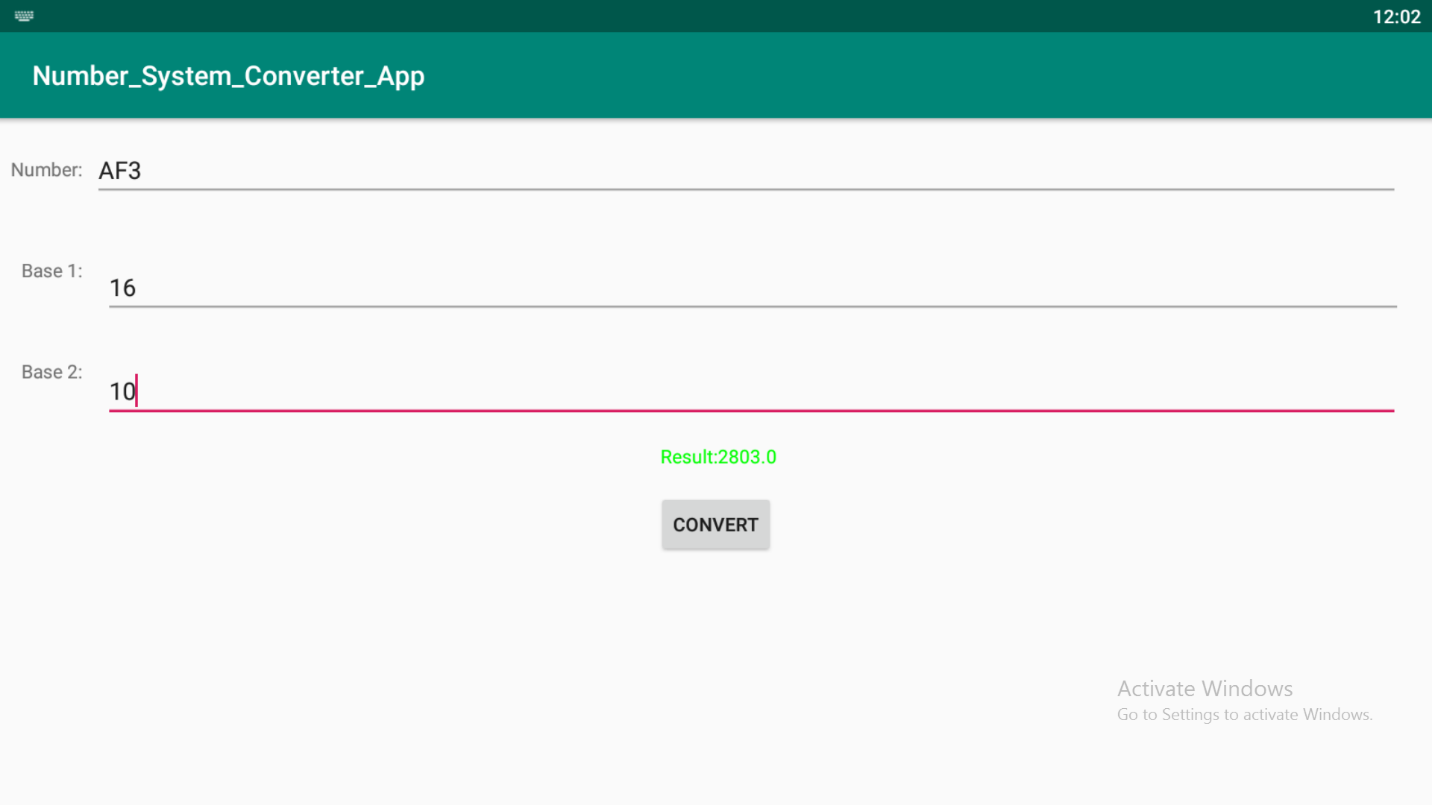 12:02
Number_System_Converter_App
Number: AF3
Base 1: 16
Base 2: 10
Result:2803.0
CONVERT
Activate Windows
Go to Settings to activate Windows.